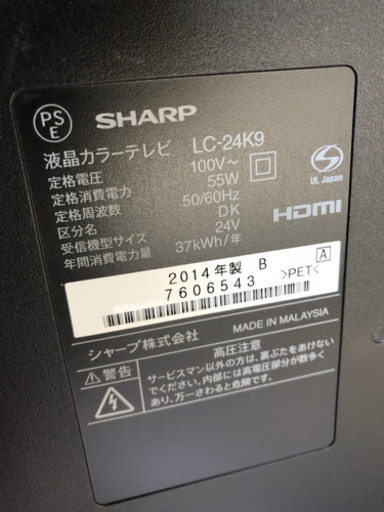 PS
E
SHARP
液晶カラーテレビ LC-24K9
定格電圧 100V～
定格消費電力 55W
定格周波数 50/60Hz
区分名 DK
受信機型サイズ 24V
年間消費電力量 37kWh/年
UL Japan
HDMI
2014年製 B
7606543
A
>PET<
シャープ株式会社 MADE IN MALAYSIA
警告
高圧注意
サービスマン以外の方は、裏ぶたをあけない
でください。内部には高電圧部分が数多く
あり、万一さわると危険です。